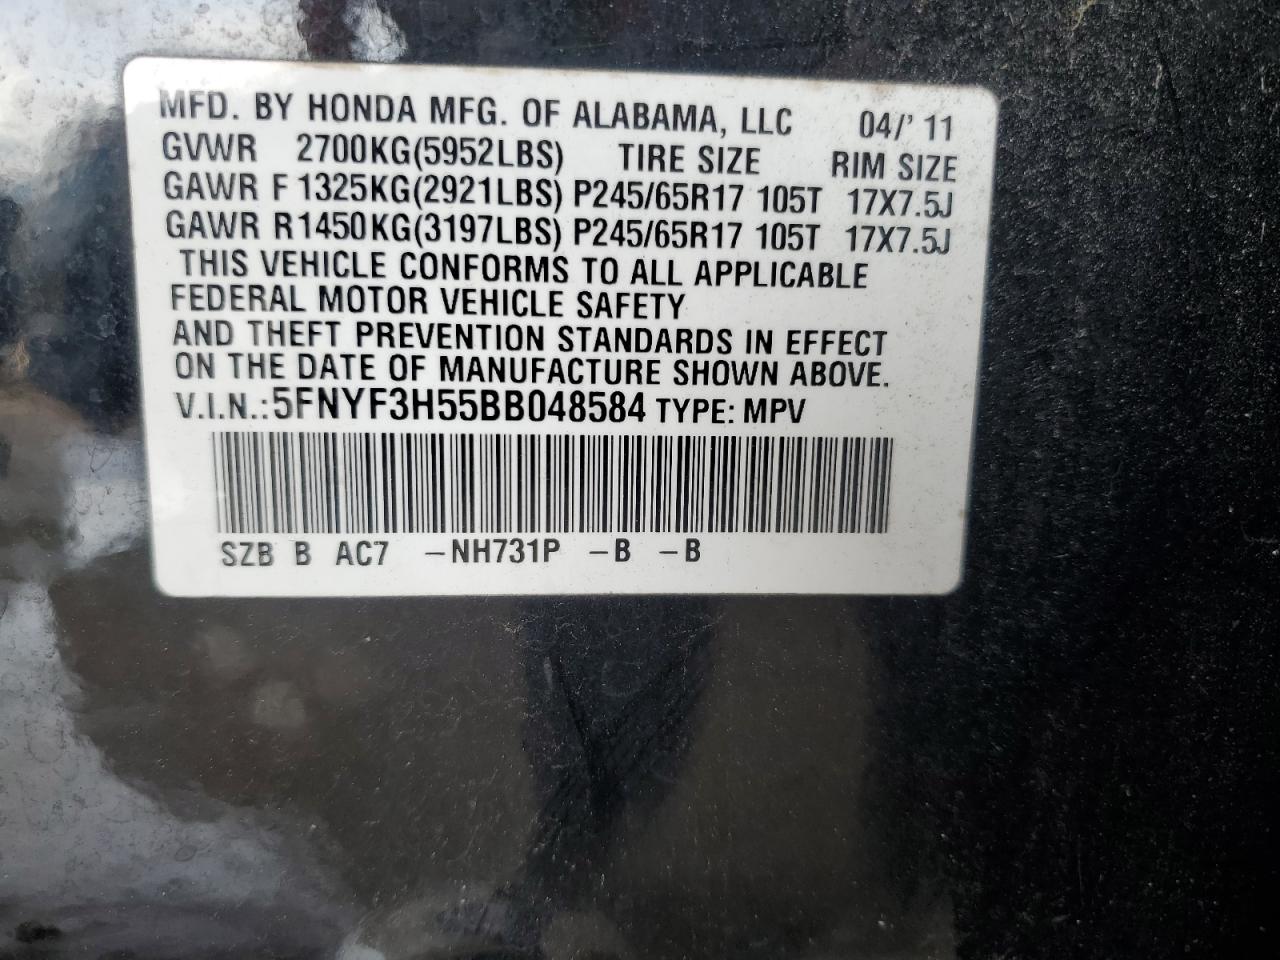 MFD. BY HONDA MFG. OF ALABAMA, LLC 04/' 11
GVWR 2700KG(5952LBS) TIRE SIZE RIM SIZE
GAWR F 1325KG(2921LBS) P245/65R17 105T 17X7.5J
GAWR R1450KG(3197LBS) P245/65R17 105T 17X7.5J
THIS VEHICLE CONFORMS TO ALL APPLICABLE
FEDERAL MOTOR VEHICLE SAFETY
AND THEFT PREVENTION STANDARDS IN EFFECT
ON THE DATE OF MANUFACTURE SHOWN ABOVE.
V.I.N.:5FNYF3H55BB048584 TYPE: MPV
SZB B AC7 -NH731P -B -B